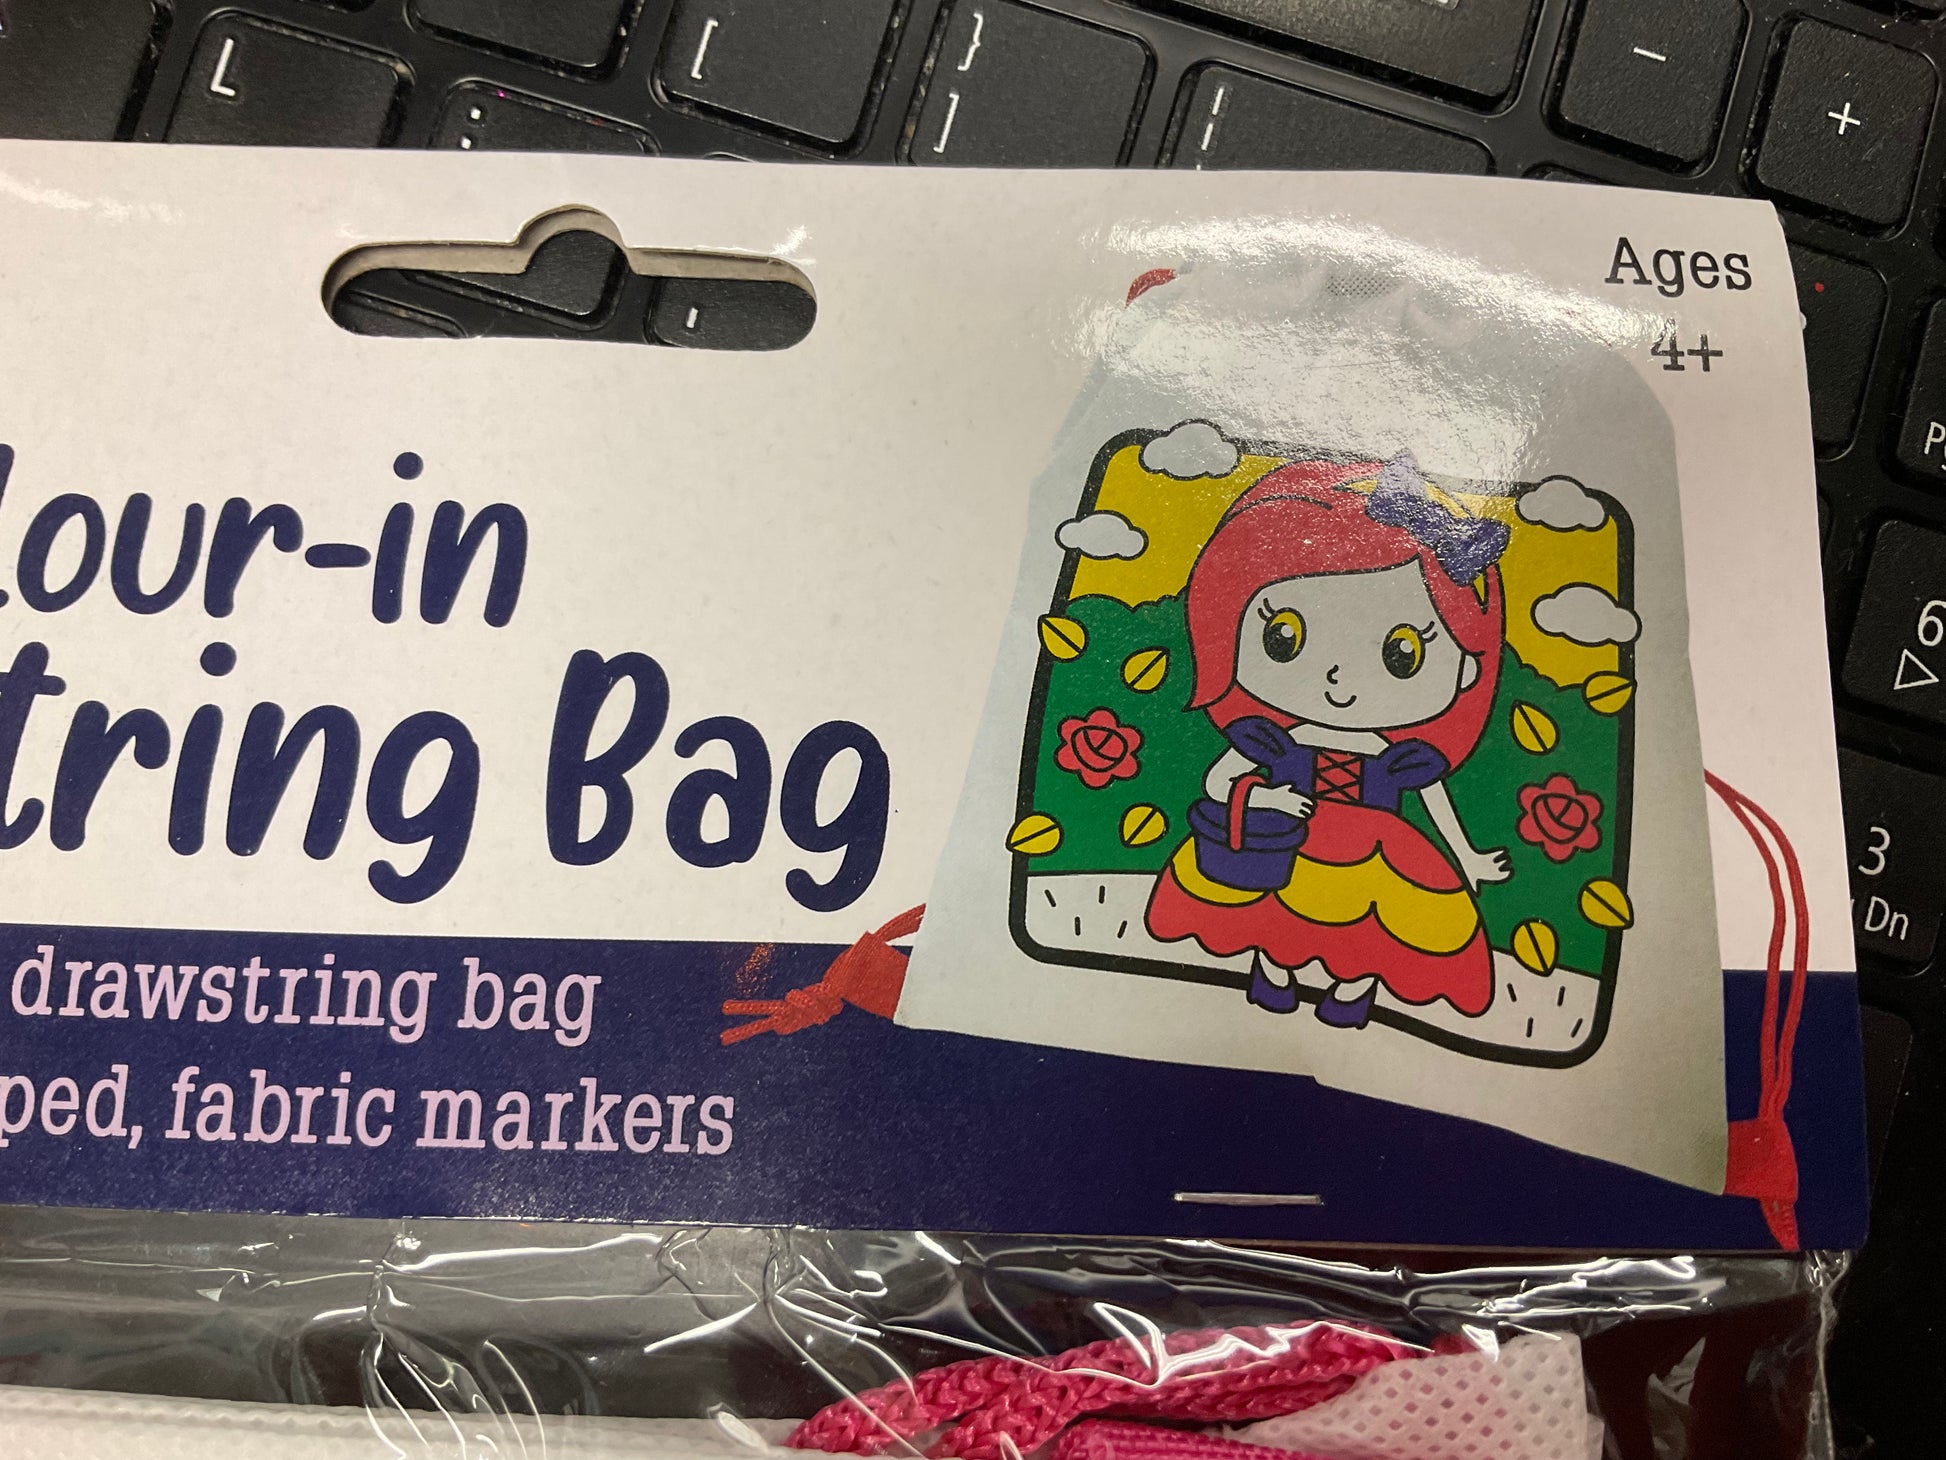 L
[
}
]
-
+
Ages
4+
lour-in
tring Bag
drawstring bag
ped, fabric markers
6
3
Dn